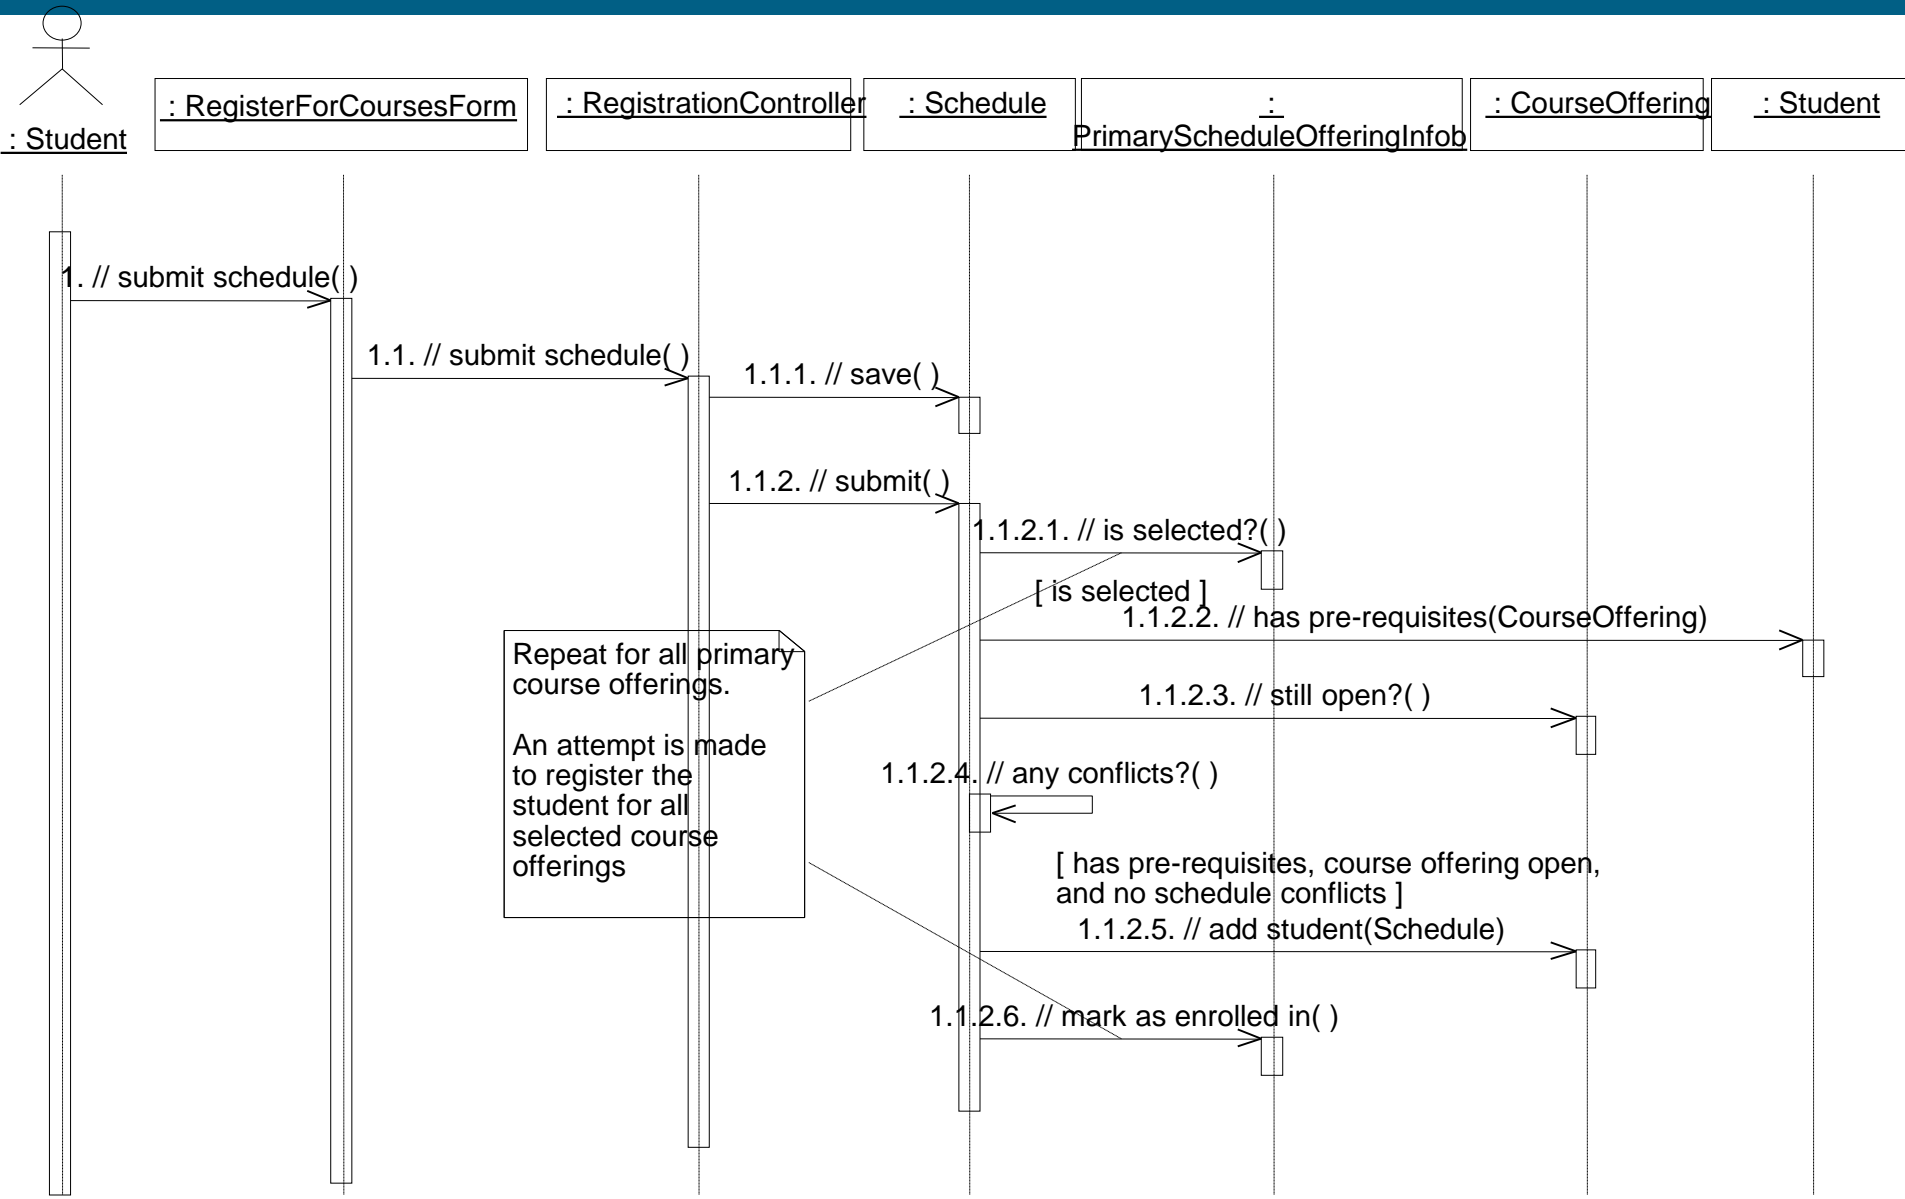 : Student
: RegisterForCoursesForm
: RegistrationController
: Schedule
:
PrimaryScheduleOfferingInfob
: CourseOffering
: Student
1. // submit schedule( )
1.1. // submit schedule( )
1.1.1. // save( )
1.1.2. // submit( )
1.1.2.1. // is selected?( )
[ is selected ]
1.1.2.2. // has pre-requisites(CourseOffering)
Repeat for all primary
course offerings.
An attempt is made
to register the
student for all
selected course
offerings
1.1.2.3. // still open?( )
1.1.2.4. // any conflicts?( )
[ has pre-requisites, course offering open,
and no schedule conflicts ]
1.1.2.5. // add student(Schedule)
1.1.2.6. // mark as enrolled in( )